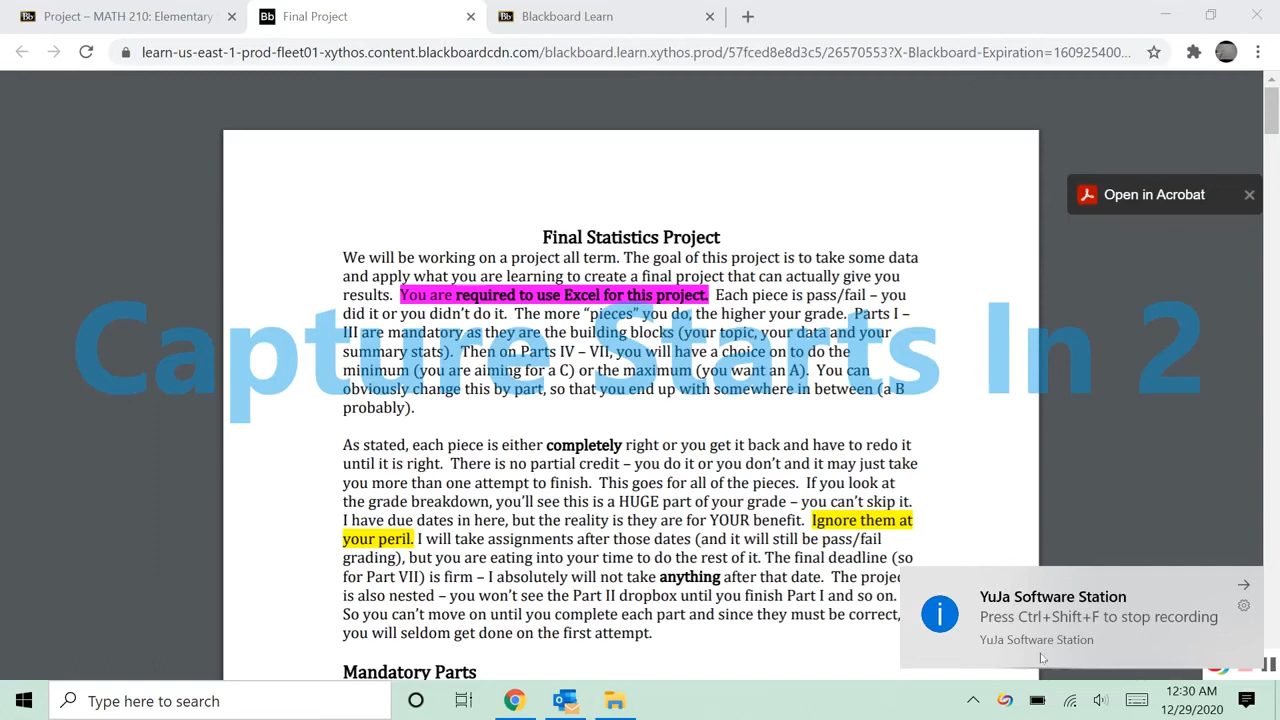 Project – MATH 210: Elementary
Final Project
Blackboard Learn
learn-us-east-1-prod-fleet01-xythos.content.blackboardcdn.com/blackboard.learn.xythos.prod/57fced8e8d3c5/26570553?X-Blackboard-Expiration=160925400...
Open in Acrobat
Final Statistics Project
We will be working on a project all term. The goal of this project is to take some data
and apply what you are learning to create a final project that can actually give you
results. You are required to use Excel for this project. Each piece is pass/fail – you
did it or you didn't do it. The more “pieces” you do, the higher your grade. Parts I –
III are mandatory as they are the building blocks (your topic, your data and your
summary stats). Then on Parts IV – VII, you will have a choice on to do the
minimum (you are aiming for a C) or the maximum (you want an A). You can
obviously change this by part, so that you end up with somewhere in between (a B
probably).
Capture Starts In 2
As stated, each piece is either completely right or you get it back and have to redo it
until it is right. There is no partial credit – you do it or you don't and it may just take
you more than one attempt to finish. This goes for all of the pieces. If you look at
the grade breakdown, you'll see this is a HUGE part of your grade – you can't skip it.
I have due dates in here, but the reality is they are for YOUR benefit. Ignore them at
your peril. I will take assignments after those dates (and it will still be pass/fail
grading), but you are eating into your time to do the rest of it. The final deadline (so
for Part VII) is firm – I absolutely will not take anything after that date. The projec
is also nested – you won't see the Part II dropbox until you finish Part I and so on.
So you can't move on until you complete each part and since they must be correct,
you will seldom get done on the first attempt.
Mandatory Parts
YuJa Software Station
Press Ctrl+Shift+F to stop recording
YuJa Software Station
Type here to search
12:30 AM
12/29/2020